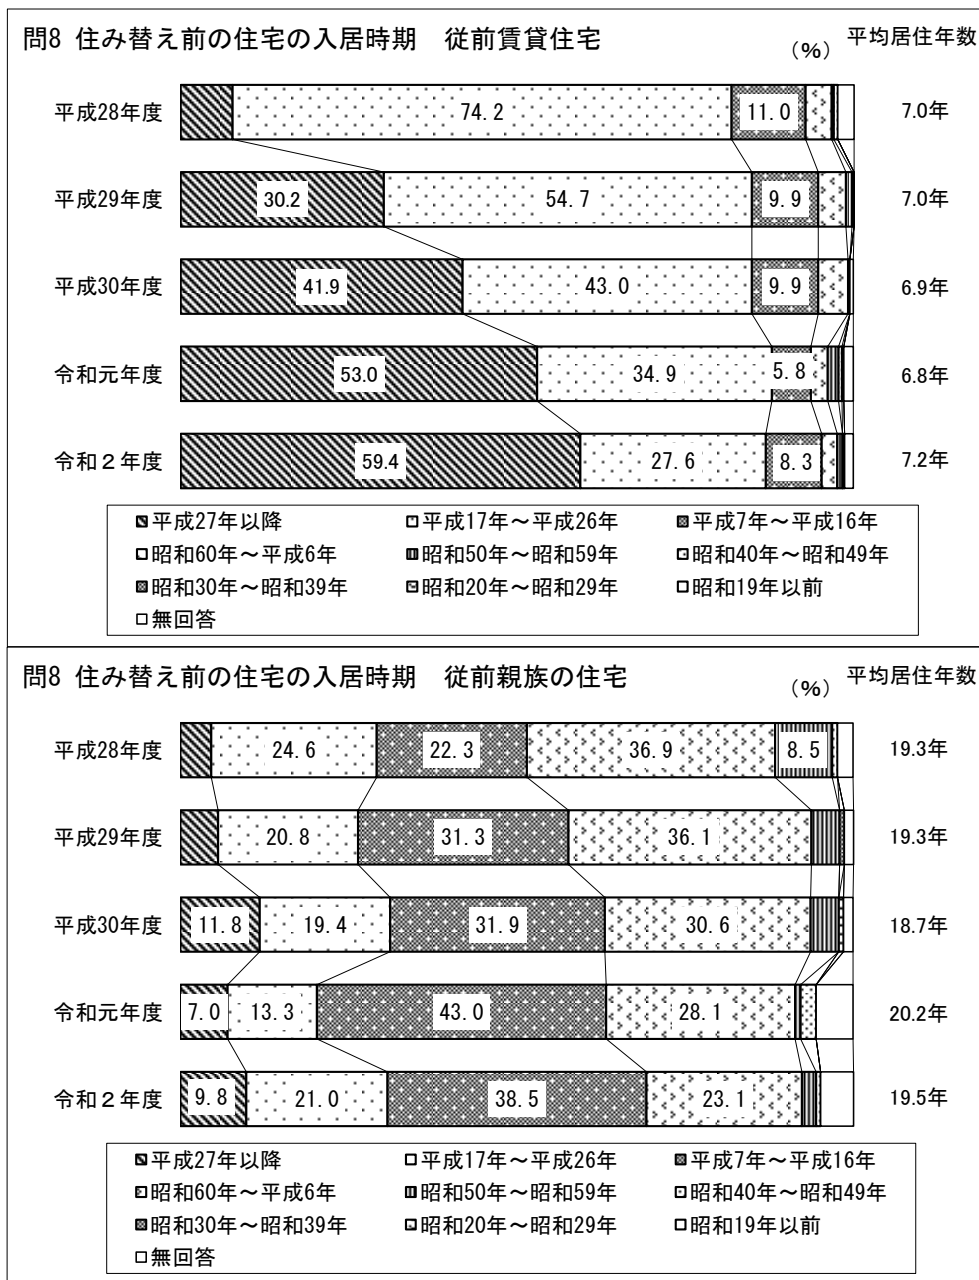 問8 住み替え前の住宅の入居時期　従前賃貸住宅
(%)
平均居住年数
平成28年度 74.2 11.0 7.0年
平成29年度 30.2 54.7 9.9 7.0年
平成30年度 41.9 43.0 9.9 6.9年
令和元年度 53.0 34.9 5.8 6.8年
令和２年度 59.4 27.6 8.3 7.2年
平成27年以降 平成17年～平成26年 平成7年～平成16年
昭和60年～平成6年 昭和50年～昭和59年 昭和40年～昭和49年
昭和30年～昭和39年 昭和20年～昭和29年 昭和19年以前
無回答
問8 住み替え前の住宅の入居時期　従前親族の住宅
(%)
平均居住年数
平成28年度 24.6 22.3 36.9 8.5 19.3年
平成29年度 20.8 31.3 36.1 19.3年
平成30年度 11.8 19.4 31.9 30.6 18.7年
令和元年度 7.0 13.3 43.0 28.1 20.2年
令和２年度 9.8 21.0 38.5 23.1 19.5年
平成27年以降 平成17年～平成26年 平成7年～平成16年
昭和60年～平成6年 昭和50年～昭和59年 昭和40年～昭和49年
昭和30年～昭和39年 昭和20年～昭和29年 昭和19年以前
無回答